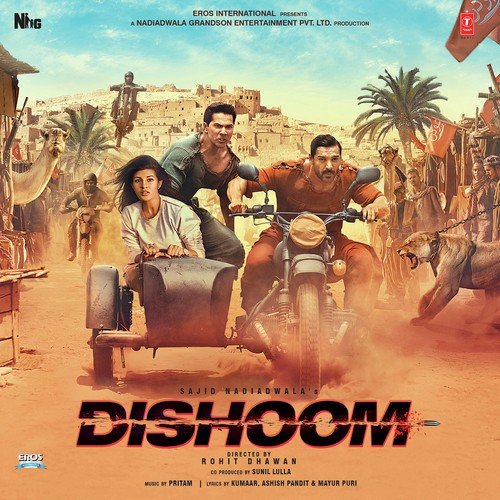 NhG
EROS INTERNATIONAL PRESENTS
A NADIADWALA GRANDSON ENTERTAINMENT PVT. LTD. PRODUCTION
T
SAJID NADIADWALA's
DISHOOM
DIRECTED BY
ROHIT DHAWAN
CO PRODUCED BY SUNIL LULLA
EROS
MUSIC BY PRITAM | LYRICS BY KUMAAR, ASHISH PANDIT & MAYUR PURI